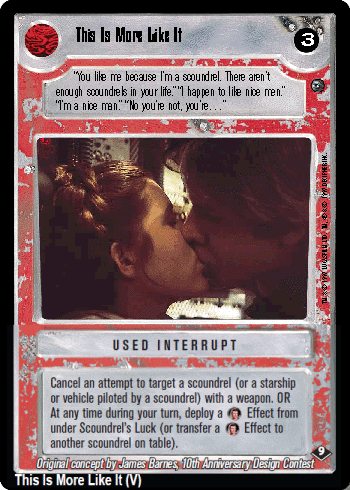 This Is More Like It
3
"You like me because I'm a scoundrel. There aren't
enough scoundrels in your life." "I happen to like nice men."
"I'm a nice man." "No you're not, you're. . ."
USED INTERRUPT
Cancel an attempt to target a scoundrel (or a starship
or vehicle piloted by a scoundrel) with a weapon. OR
At any time during your turn, deploy a Effect from
under Scoundrel's Luck (or transfer a Effect to
another scoundrel on table).
9
Original concept by James Barnes, 10th Anniversary Design Contest
This Is More Like It (V)